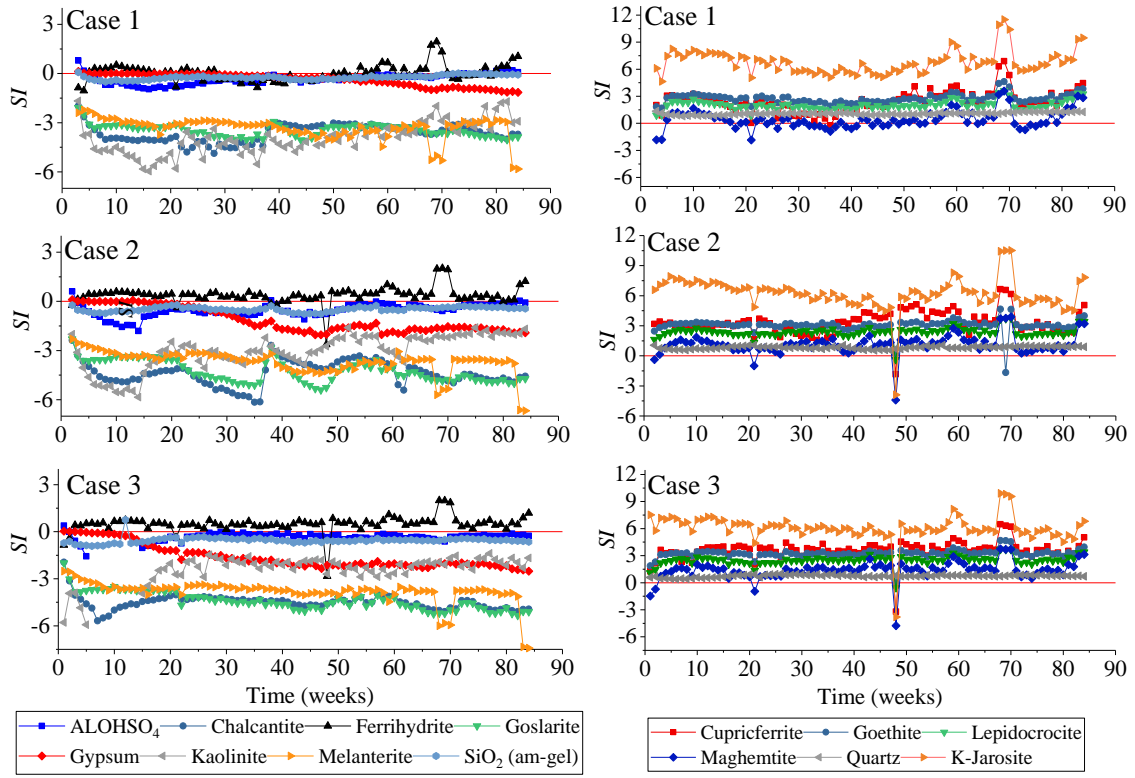 Case 1
SI
3
0
-3
-6
0 10 20 30 40 50 60 70 80 90
Case 1
SI
12
9
6
3
0
-3
-6
0 10 20 30 40 50 60 70 80 90
Case 2
SI
SI
3
0
-3
-6
0 10 20 30 40 50 60 70 80 90
Case 2
SI
12
9
6
3
0
-3
-6
0 10 20 30 40 50 60 70 80 90
Case 3
SI
3
0
-3
-6
0 10 20 30 40 50 60 70 80 90
Time (weeks)
Case 3
SI
12
9
6
3
0
-3
-6
0 10 20 30 40 50 60 70 80 90
Time (weeks)
ALOHSO₄ Chalcantite Ferrihydrite Goslarite
Gypsum Kaolinite Melanterite SiO₂ (am-gel)
Cupricferrite Goethite Lepidocrocite
Maghemtite Quartz K-Jarosite